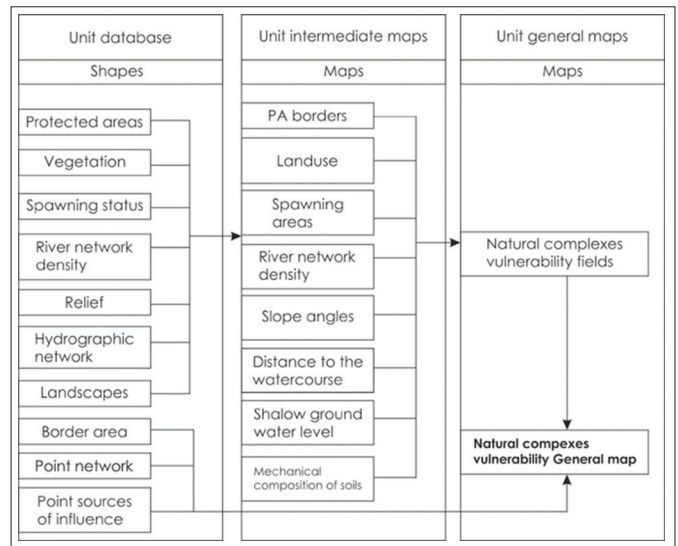 Unit database
Shapes
Protected areas
Vegetation
Spawning status
River network
density
Relief
Hydrographic
network
Landscapes
Border area
Point network
Point sources
of influence
Unit intermediate maps
Maps
PA borders
Landuse
Spawning
areas
River network
density
Slope angles
Distance to the
watercourse
Shalow ground
water level
Mechanical
composition of soils
Unit general maps
Maps
Natural complexes
vulnerability fields
Natural compexes
vulnerability General map